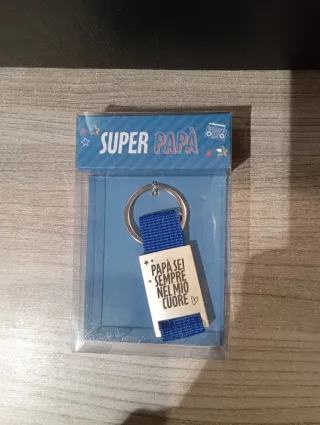 SUPER PAPÀ
PAPÀ SEI
SEMPRE
NEL MIO
CUORE